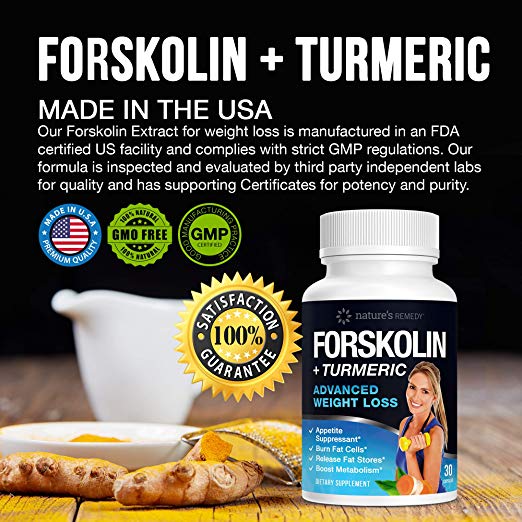 FORSKOLIN + TURMERIC
MADE IN THE USA
Our Forskolin Extract for weight loss is manufactured in an FDA
certified US facility and complies with strict GMP regulations. Our
formula is inspected and evaluated by third party independent labs
for quality and has supporting Certificates for potency and purity.
MADE IN U.S.A
PREMIUM QUALITY
100% NATURAL
GMO FREE
100% NATURAL
GOOD MANUFACTURING PRACTICE
GMP
CERTIFIED
SATISFACTION
100%
GUARANTEE
nature's REMEDY
FORSKOLIN
+ TURMERIC
ADVANCED
WEIGHT LOSS
Appetite
Suppressant*
Burn Fat Cells*
Release Fat Stores*
Boost Metabolism*
DIETARY SUPPLEMENT
30